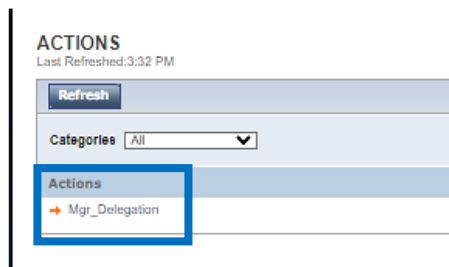 ACTIONS
Last Refreshed:3:32 PM
Refresh
Categories All
Actions
Mgr_Delegation